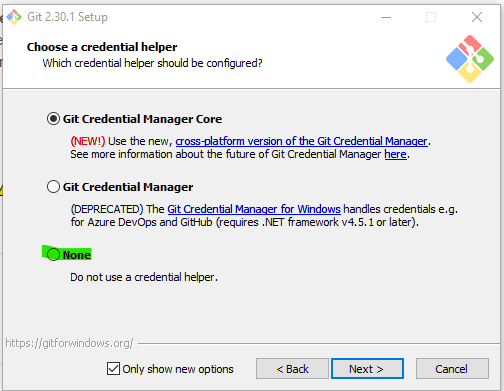 Git 2.30.1 Setup
Choose a credential helper
Which credential helper should be configured?
Git Credential Manager Core
(NEW!) Use the new, cross-platform version of the Git Credential Manager.
See more information about the future of Git Credential Manager here.
Git Credential Manager
(DEPRECATED) The Git Credential Manager for Windows handles credentials e.g.
for Azure DevOps and GitHub (requires .NET framework v4.5.1 or later).
None
Do not use a credential helper.
https://gitforwindows.org/
Only show new options
< Back
Next >
Cancel